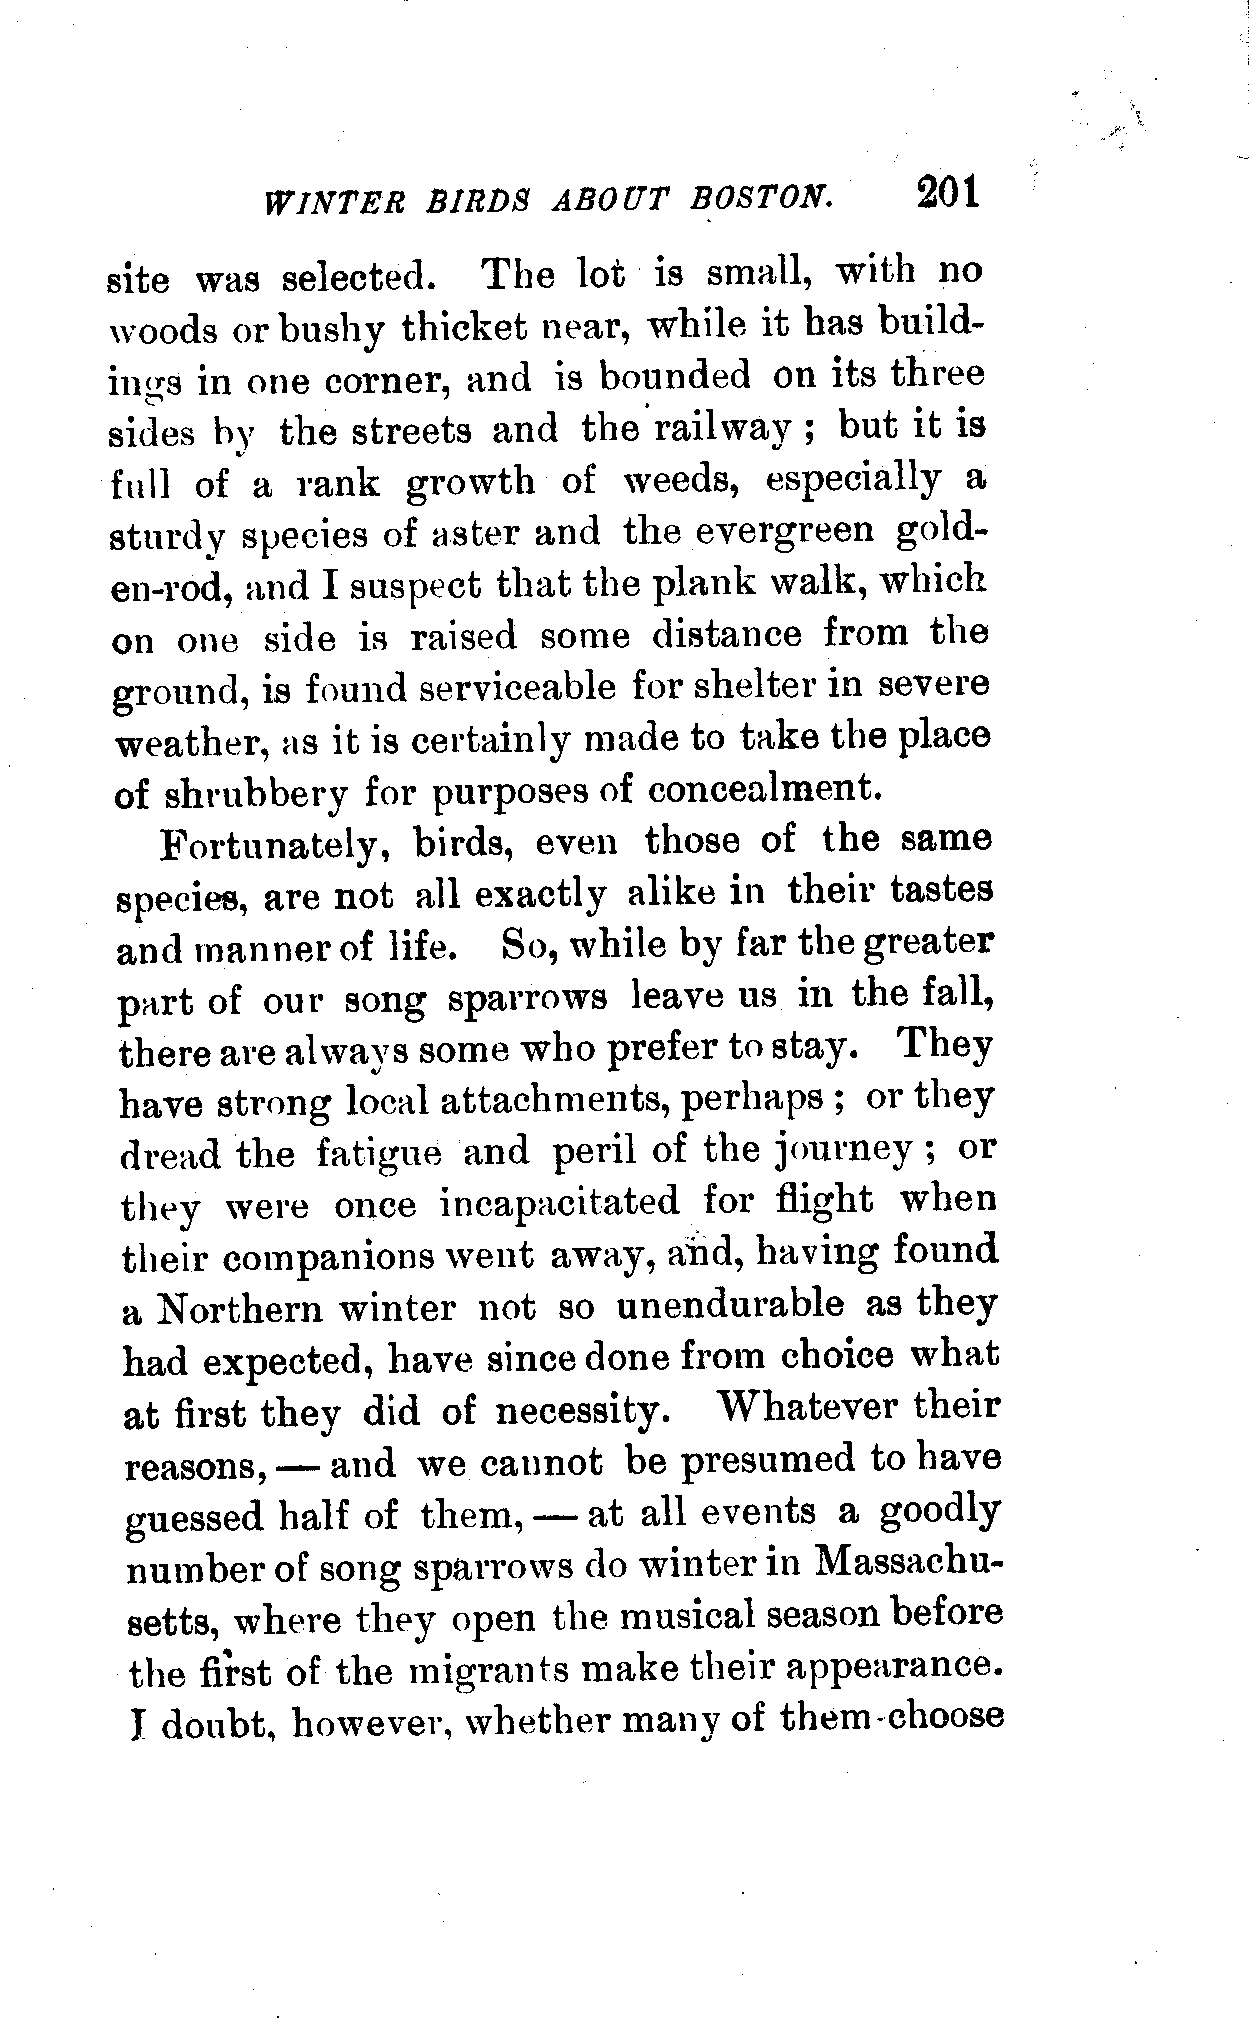 WINTER BIRDS ABOUT BOSTON. 201
site was selected. The lot is small, with no
woods or bushy thicket near, while it has build-
ings in one corner, and is bounded on its three
sides by the streets and the railway ; but it is
full of a rank growth of weeds, especially a
sturdy species of aster and the evergreen gold-
en-rod, and I suspect that the plank walk, which
on one side is raised some distance from the
ground, is found serviceable for shelter in severe
weather, as it is certainly made to take the place
of shrubbery for purposes of concealment.
Fortunately, birds, even those of the same
species, are not all exactly alike in their tastes
and manner of life. So, while by far the greater
part of our song sparrows leave us in the fall,
there are always some who prefer to stay. They
have strong local attachments, perhaps ; or they
dread the fatigue and peril of the journey ; or
they were once incapacitated for flight when
their companions went away, and, having found
a Northern winter not so unendurable as they
had expected, have since done from choice what
at first they did of necessity. Whatever their
reasons, — and we cannot be presumed to have
guessed half of them, — at all events a goodly
number of song sparrows do winter in Massachu-
setts, where they open the musical season before
the first of the migrants make their appearance.
I doubt, however, whether many of them choose